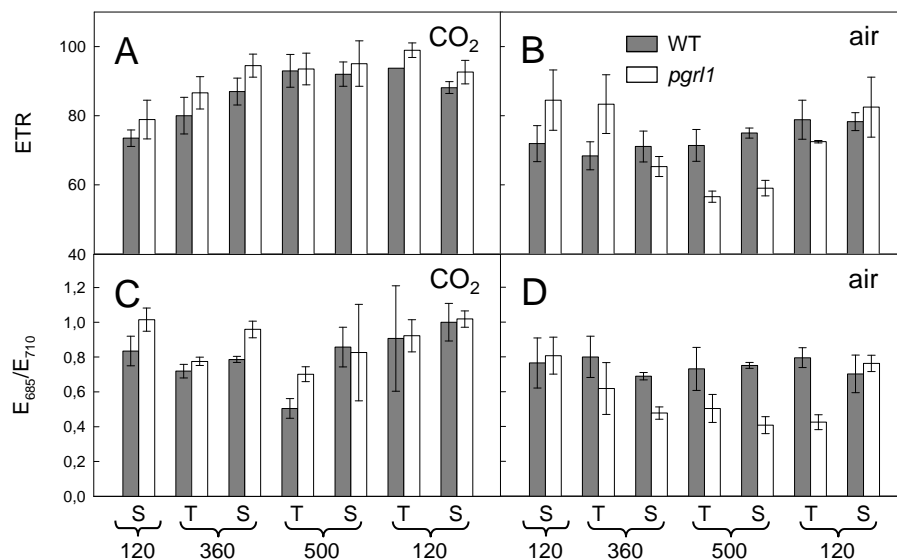 A
CO2
B
air
WT
pgrl1
100
80
60
40
ETR
C
CO2
D
air
1,2
1,0
0,8
0,6
0,4
0,2
0,0
E685/E710
S T S T S T S S T S T S T S
120 360 500 120 120 360 500 120